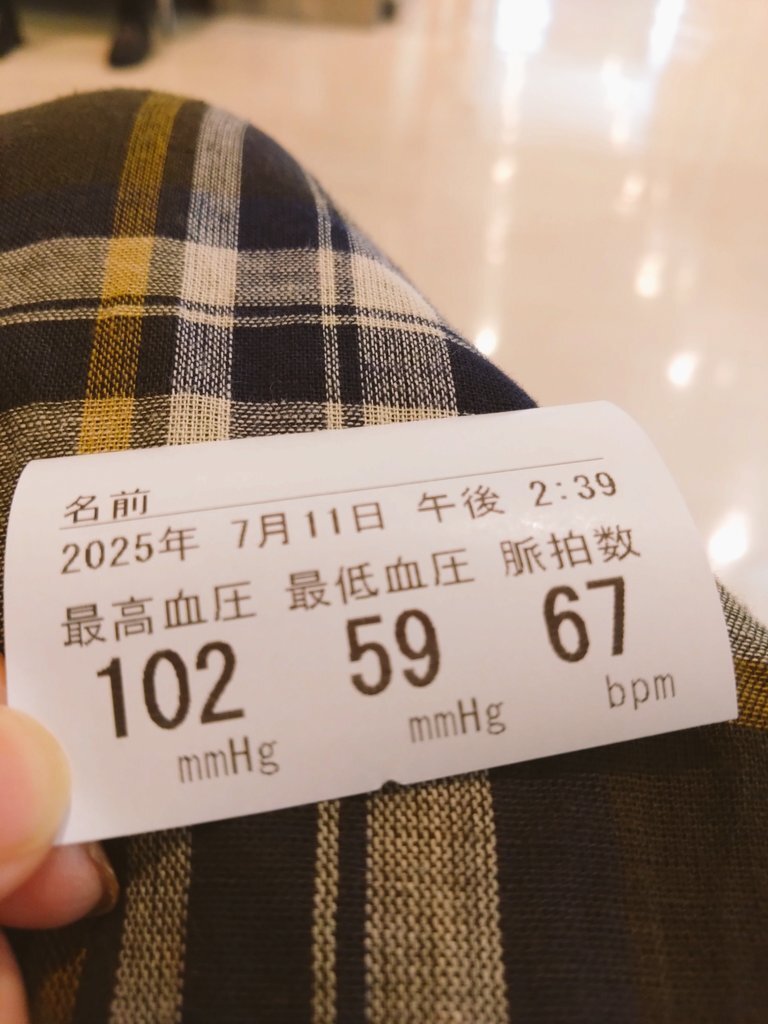 名前
2025年 7月11日 午後 2:39
最高血圧 最低血圧 脈拍数
102 59 67
mmHg mmHg bpm